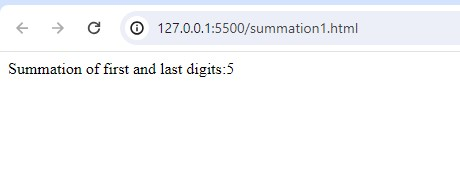 127.0.0.1:5500/summation1.html
Summation of first and last digits:5